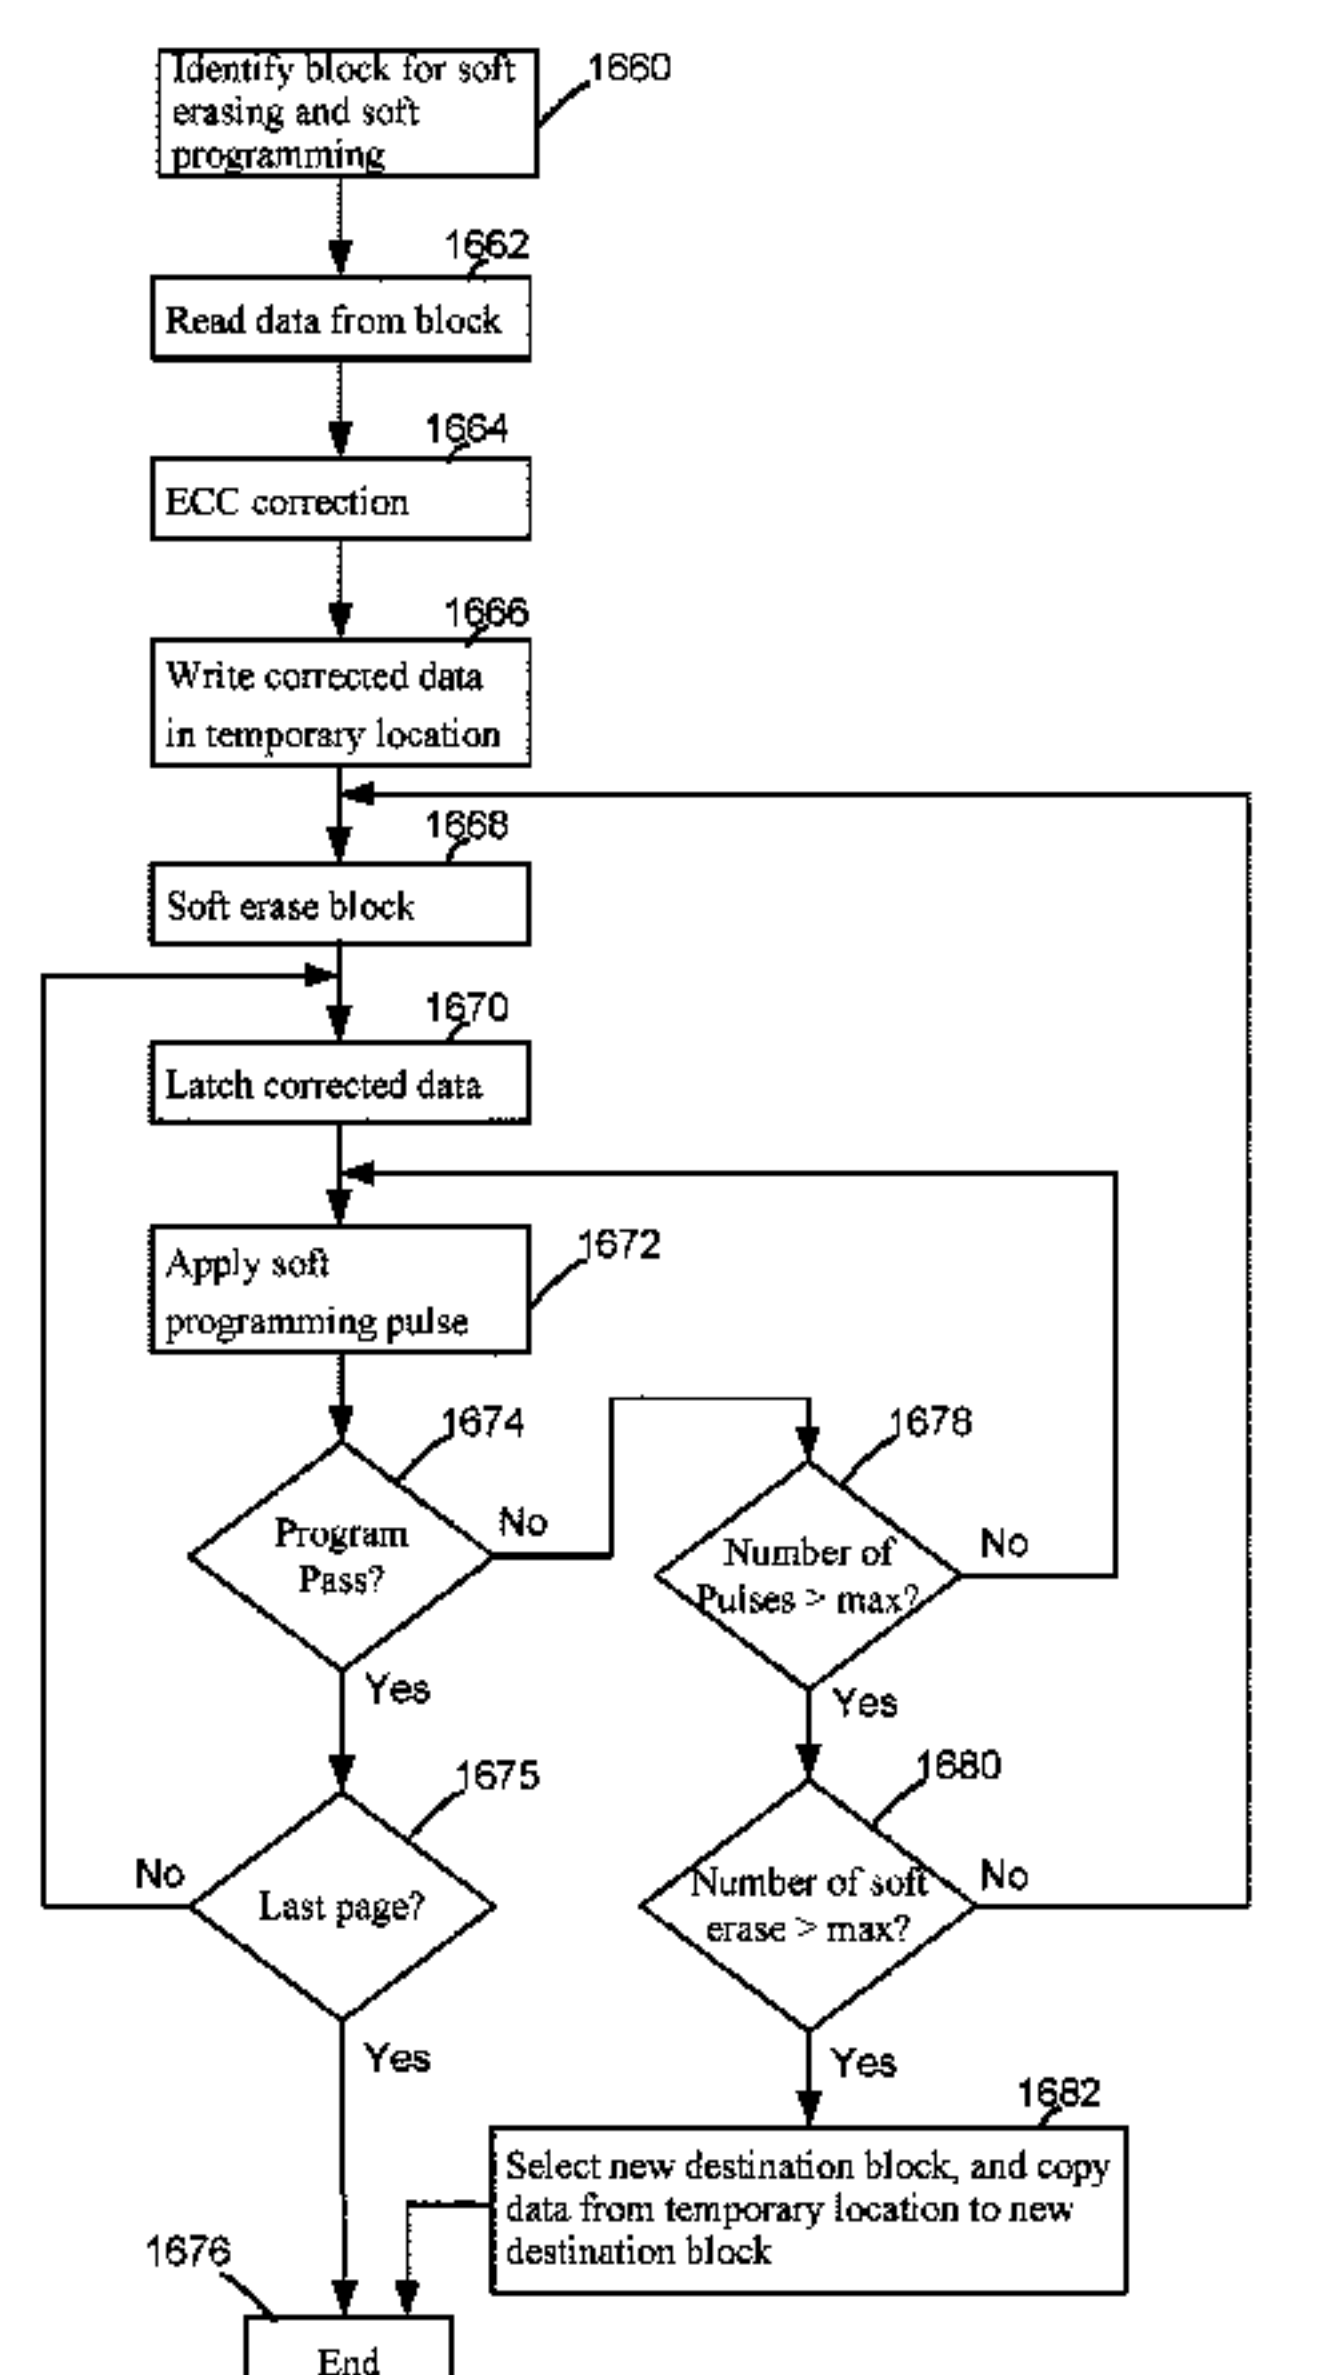 Identify block for soft
erasing and soft
programming
1660
1662
Read data from block
1664
ECC correction
1666
Write corrected data
in temporary location
1668
Soft erase block
1670
Latch corrected data
1672
Apply soft
programming pulse
1674
Program
Pass?
No
Yes
1678
Number of
Pulses > max?
No
Yes
1675
Last page?
No
Yes
1680
Number of soft
erase > max?
No
Yes
1682
Select new destination block, and copy
data from temporary location to new
destination block
1676
End